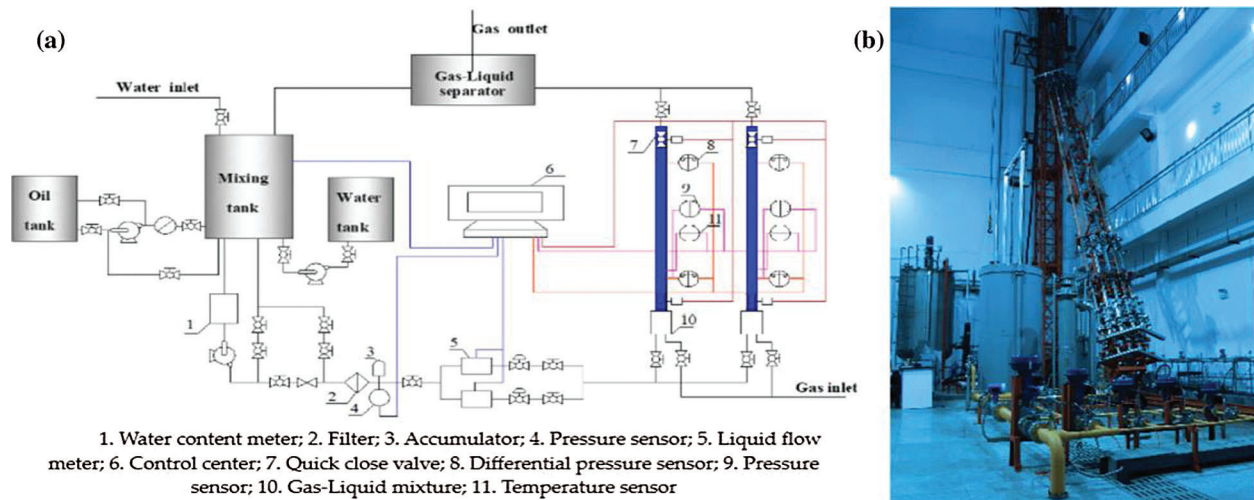 (a)
(b)
Gas outlet
Gas-Liquid
separator
Water inlet
Mixing
tank
Oil
tank
Water
tank
1
2
3
4
5
6
7
8
9
11
10
Gas inlet
1. Water content meter; 2. Filter; 3. Accumulator; 4. Pressure sensor; 5. Liquid flow
meter; 6. Control center; 7. Quick close valve; 8. Differential pressure sensor; 9. Pressure
sensor; 10. Gas-Liquid mixture; 11. Temperature sensor